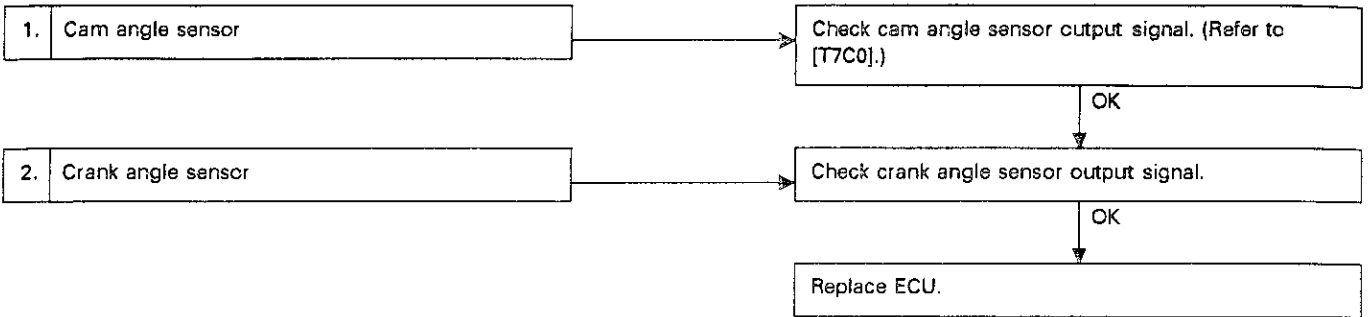 1. Cam angle sensor
Check cam angle sensor output signal. (Refer to
[T7C0].)
OK
2. Crank angle sensor
Check crank angle sensor output signal.
OK
Replace ECU.